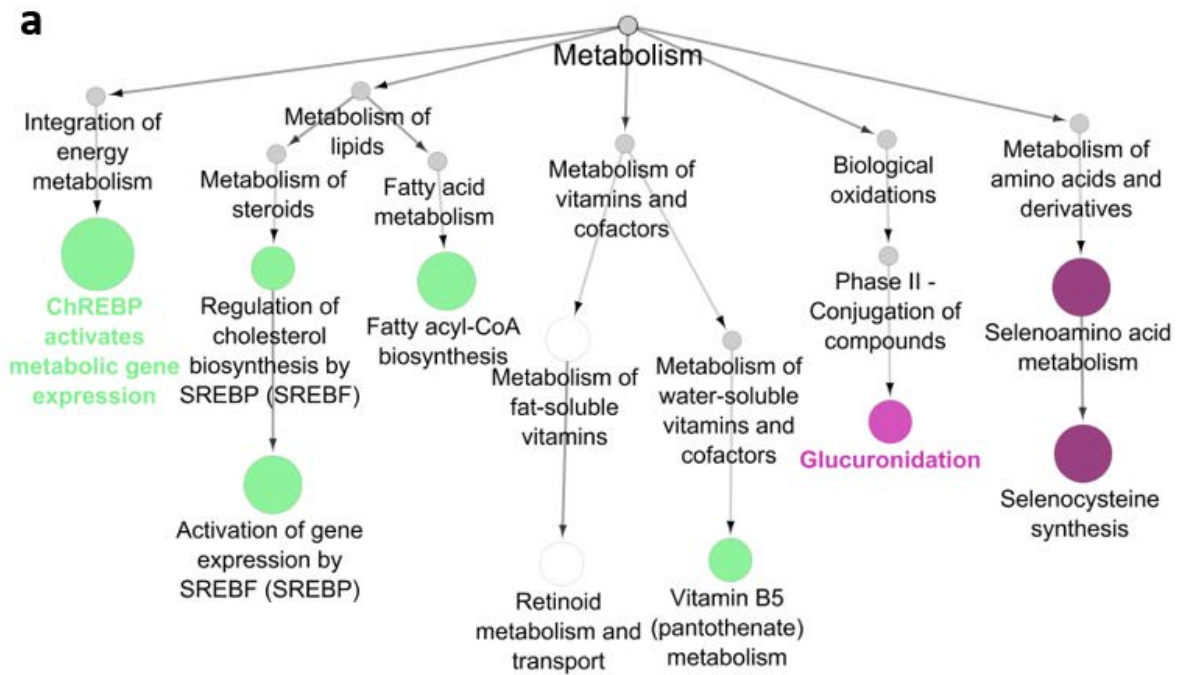 a
Metabolism
Integration of
energy
metabolism
ChREBP
activates
metabolic gene
expression
Metabolism of
lipids
Metabolism of
steroids
Regulation of
cholesterol
biosynthesis by
SREBP (SREBF)
Activation of gene
expression by
SREBF (SREBP)
Fatty acid
metabolism
Fatty acyl-CoA
biosynthesis
Metabolism of
vitamins and
cofactors
Metabolism of
fat-soluble
vitamins
Retinoid
metabolism and
transport
Metabolism of
water-soluble
vitamins and
cofactors
Vitamin B5
(pantothenate)
metabolism
Biological
oxidations
Phase II -
Conjugation of
compounds
Glucuronidation
Metabolism of
amino acids and
derivatives
Selenoamino acid
metabolism
Selenocysteine
synthesis